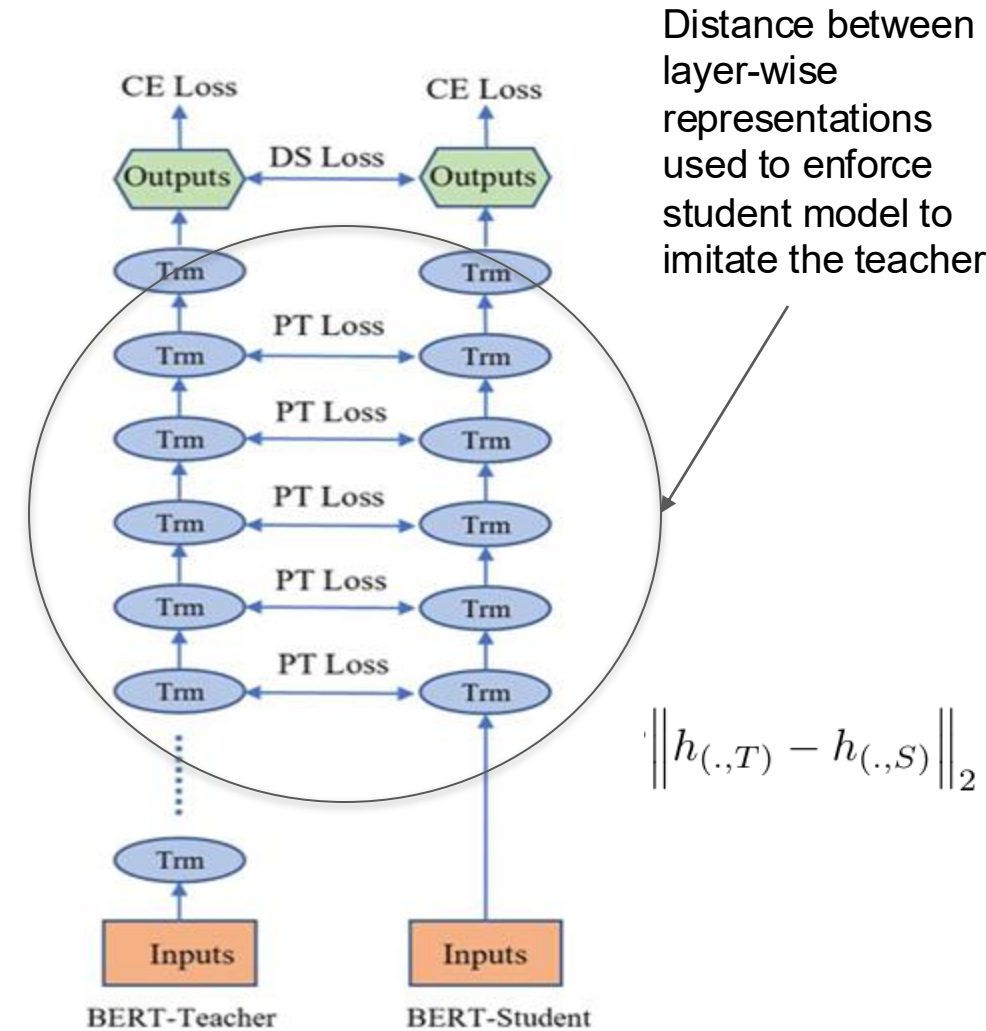 Distance between
layer-wise
representations
used to enforce
student model to
imitate the teacher
CE Loss
CE Loss
Outputs
DS Loss
Outputs
Trm
Trm
Trm
PT Loss
Trm
Trm
PT Loss
Trm
Trm
PT Loss
Trm
Trm
PT Loss
Trm
Trm
PT Loss
Trm
‖h(.,T) − h(.,S)‖2
Trm
Inputs
Inputs
BERT-Teacher
BERT-Student